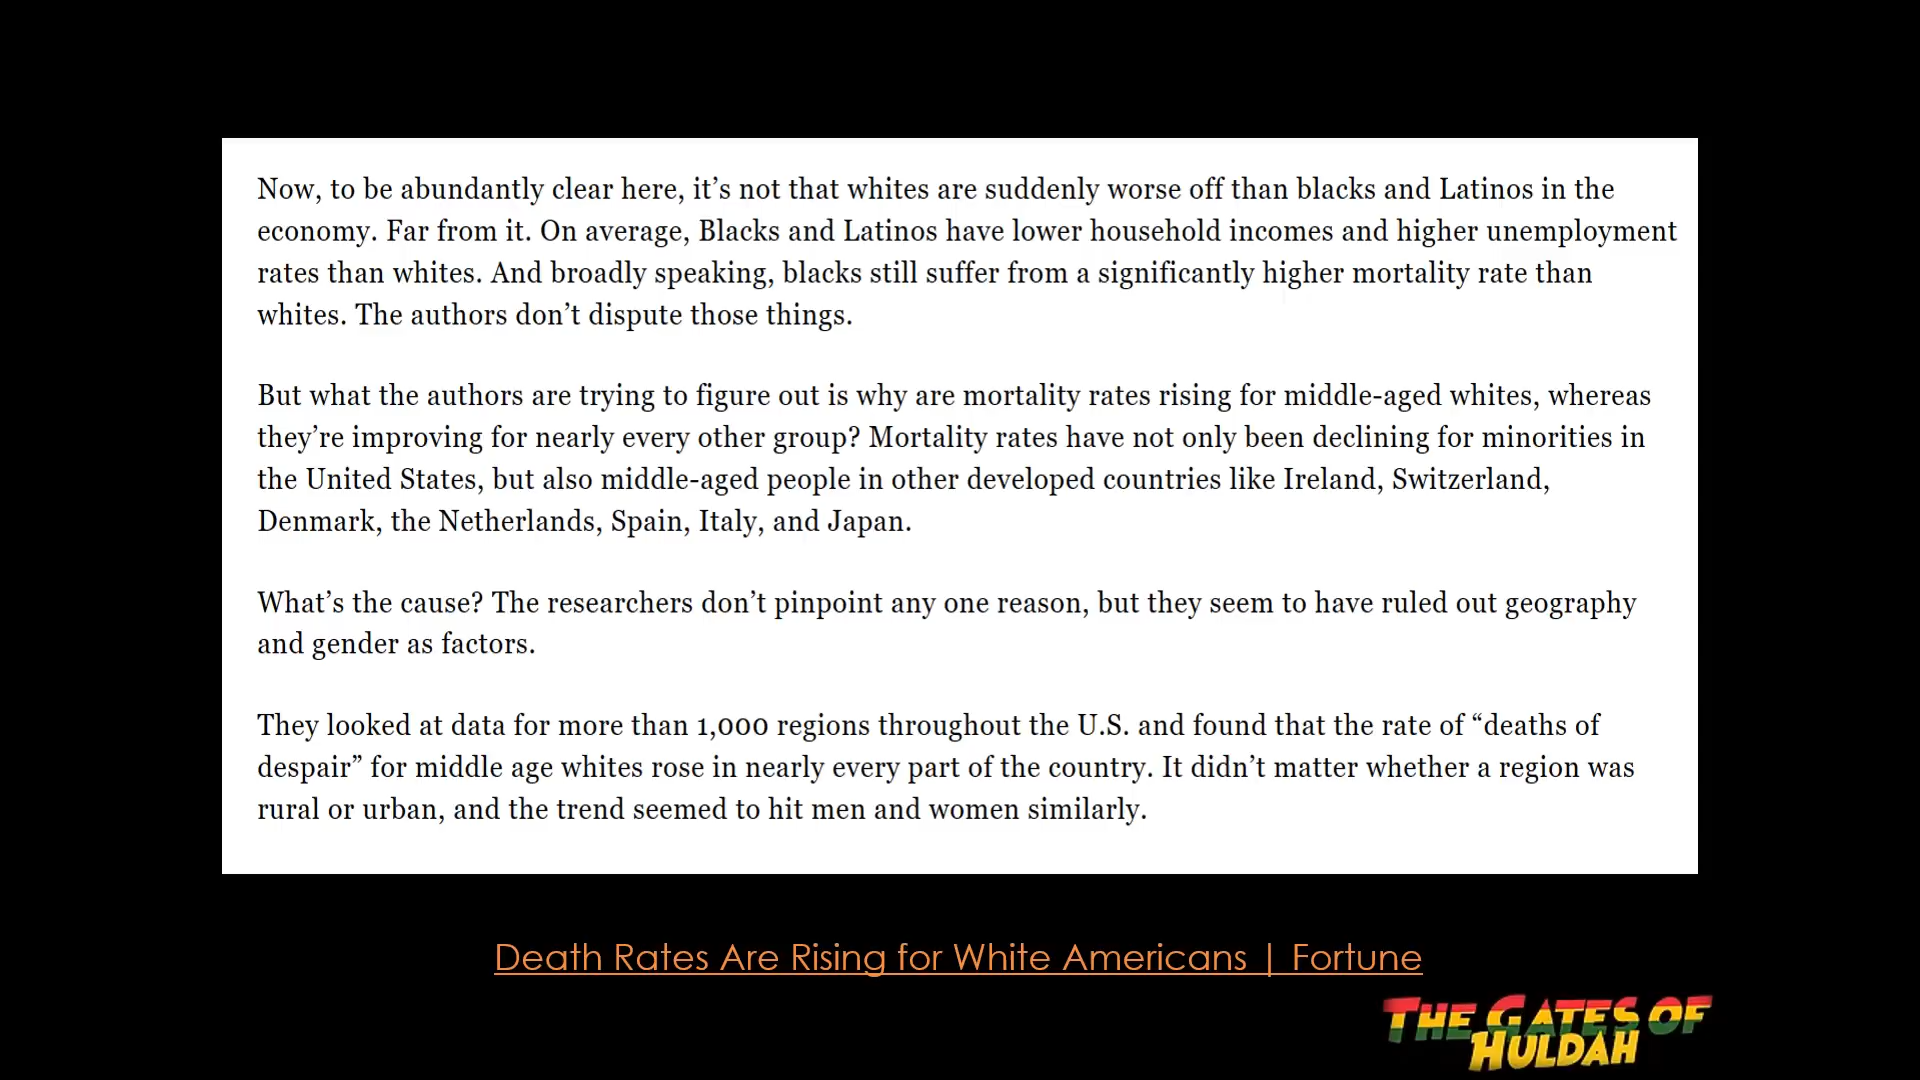 Now, to be abundantly clear here, it’s not that whites are suddenly worse off than blacks and Latinos in the
economy. Far from it. On average, Blacks and Latinos have lower household incomes and higher unemployment
rates than whites. And broadly speaking, blacks still suffer from a significantly higher mortality rate than
whites. The authors don’t dispute those things.
But what the authors are trying to figure out is why are mortality rates rising for middle-aged whites, whereas
they’re improving for nearly every other group? Mortality rates have not only been declining for minorities in
the United States, but also middle-aged people in other developed countries like Ireland, Switzerland,
Denmark, the Netherlands, Spain, Italy, and Japan.
What’s the cause? The researchers don’t pinpoint any one reason, but they seem to have ruled out geography
and gender as factors.
They looked at data for more than 1,000 regions throughout the U.S. and found that the rate of “deaths of
despair” for middle age whites rose in nearly every part of the country. It didn’t matter whether a region was
rural or urban, and the trend seemed to hit men and women similarly.
Death Rates Are Rising for White Americans | Fortune
THE GATES OF
HULDAH